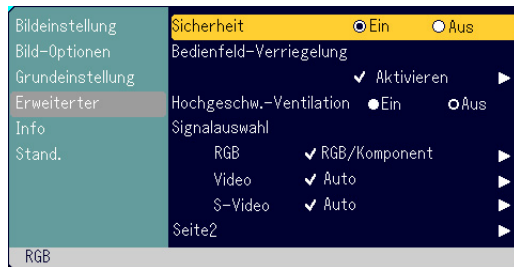 Bildeinstellung
Bild-Optionen
Grundeinstellung
Erweiterter
Info
Stand.
Sicherheit Ein Aus
Bedienfeld-Verriegelung
Aktivieren
Hochgeschw.-Ventilation Ein Aus
Signalauswahl
RGB RGB/Komponent
Video Auto
S-Video Auto
Seite2
RGB